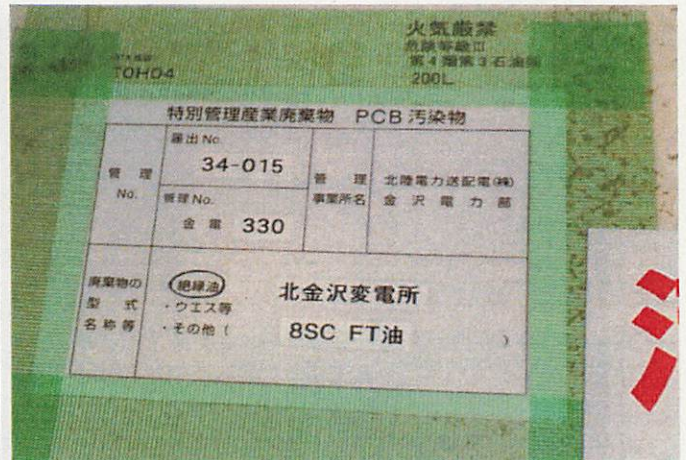 火気厳禁
危険等級Ⅲ
第4類第3石油類
200L
TOHO4
特別管理産業廃棄物 PCB汚染物
管理No.
届出No.
34-015
管理No.
金電 330
管理事業所名
北陸電力送配電(株)
金沢電力部
廃棄物の型式名称等
絶縁油
・ウエス等
・その他( 8SC FT油 )
北金沢変電所